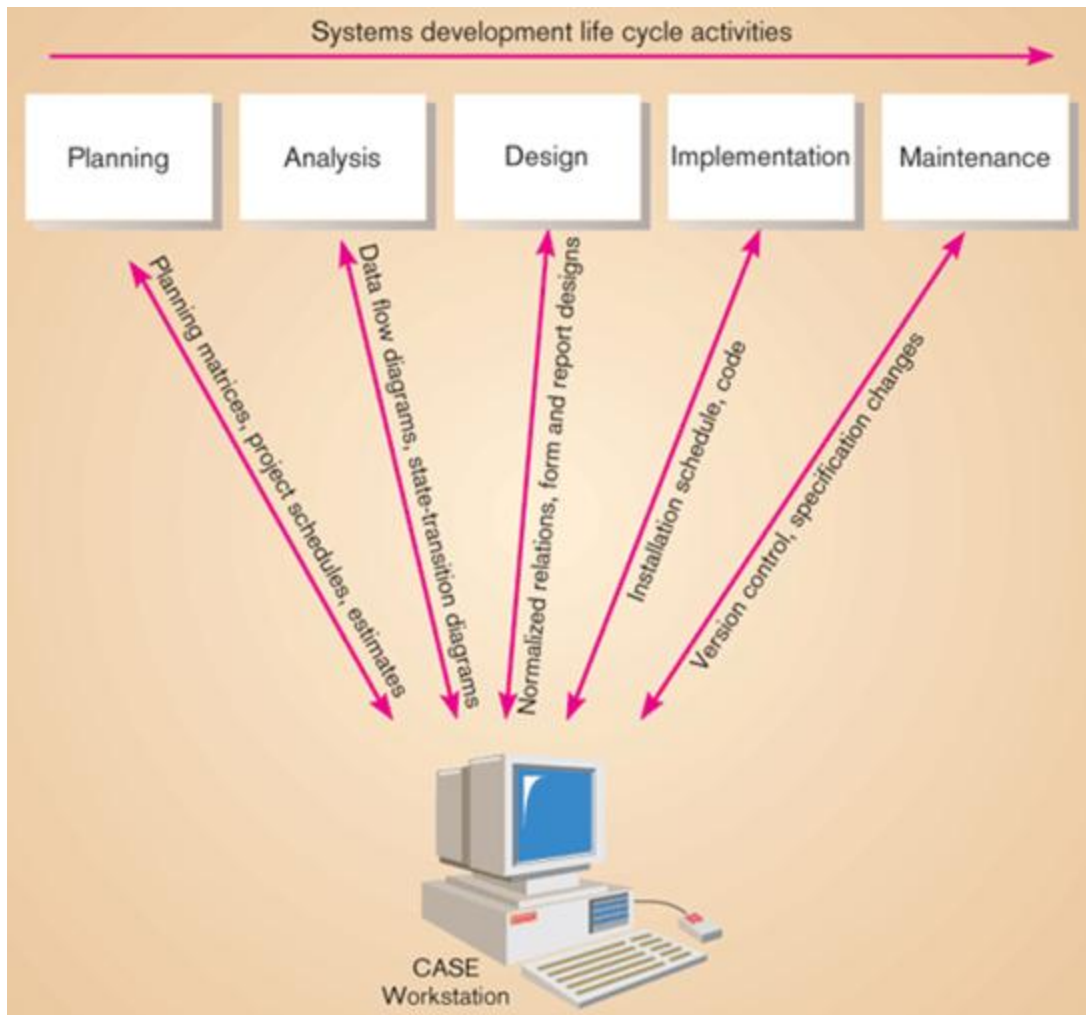 Systems development life cycle activities
Planning
Analysis
Design
Implementation
Maintenance
Planning matrices, project schedules, estimates
Data flow diagrams, state-transition diagrams
Normalized relations, form and report designs
Installation schedule, code
Version control, specification changes
CASE
Workstation